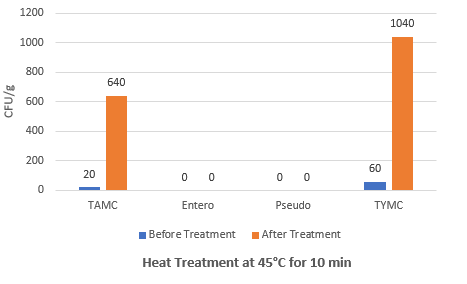 1200
1000
800
600
400
200
0
CFU/g
20
640
0
0
0
0
60
1040
TAMC
Entero
Pseudo
TYMC
Before Treatment
After Treatment
Heat Treatment at 45°C for 10 min